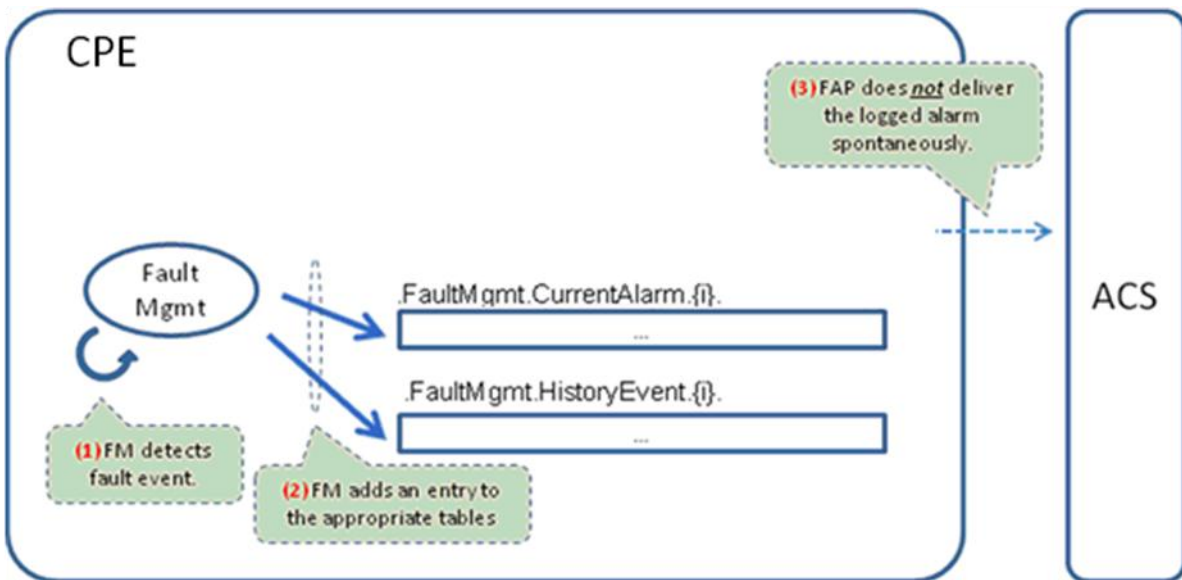 CPE
(3) FAP does not deliver
the logged alarm
spontaneously.
Fault
Mgmt
.FaultMgmt.CurrentAlarm.{i}.
...
ACS
.FaultMgmt.HistoryEvent.{i}.
...
(1) FM detects
fault event.
(2) FM adds an entry to
the appropriate tables